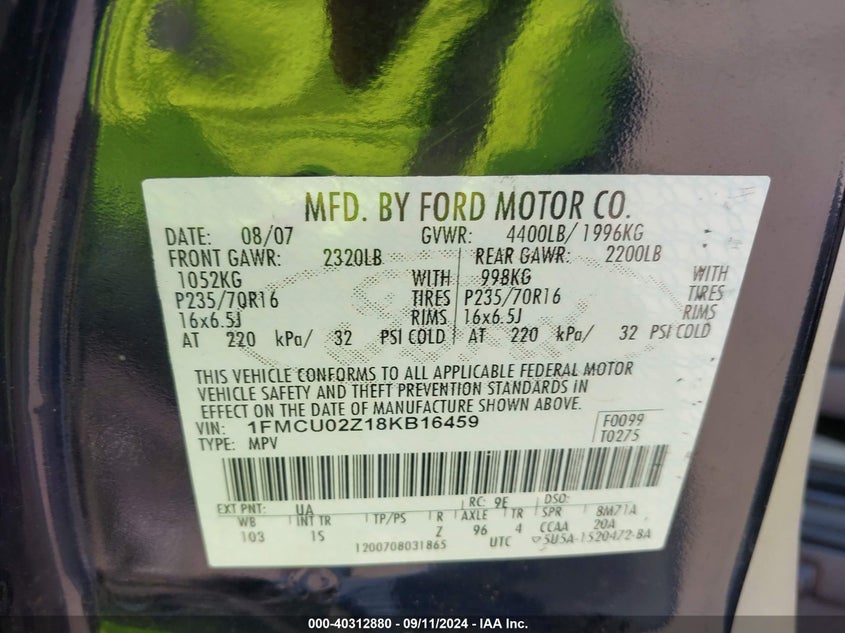 MFD. BY FORD MOTOR CO.
DATE: 08/07 GVWR: 4400LB/ 1996KG
FRONT GAWR: 2320LB REAR GAWR: 2200LB
1052KG WITH 998KG WITH
P235/70R16 TIRES P235/70R16 TIRES
16x6.5J RIMS 16x6.5J RIMS
AT 220 kPa/ 32 PSI COLD AT 220 kPa/ 32 PSI COLD
THIS VEHICLE CONFORMS TO ALL APPLICABLE FEDERAL MOTOR
VEHICLE SAFETY AND THEFT PREVENTION STANDARDS IN
EFFECT ON THE DATE OF MANUFACTURE SHOWN ABOVE.
VIN: 1FMCU02Z18KB16459 F0099
TYPE: MPV T0275
EXT PNT: UA RC: 9E DSO:
WB INT TR TP/PS R AXLE TR SPR 8M71A
103 1S Z 96 4 CCAA 20A
1200708031865 UTC 5U5A-1520472-BA
000-40312880 - 09/11/2024 - IAA Inc.